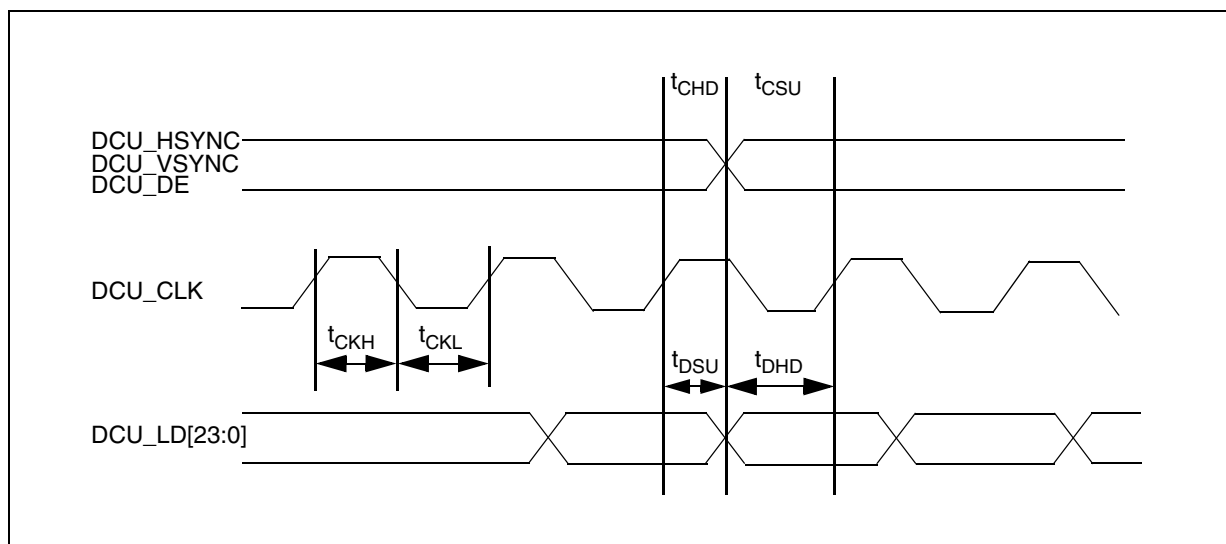 tCHD tCSU
DCU_HSYNC
DCU_VSYNC
DCU_DE
DCU_CLK
tCKH tCKL
tDSU tDHD
DCU_LD[23:0]